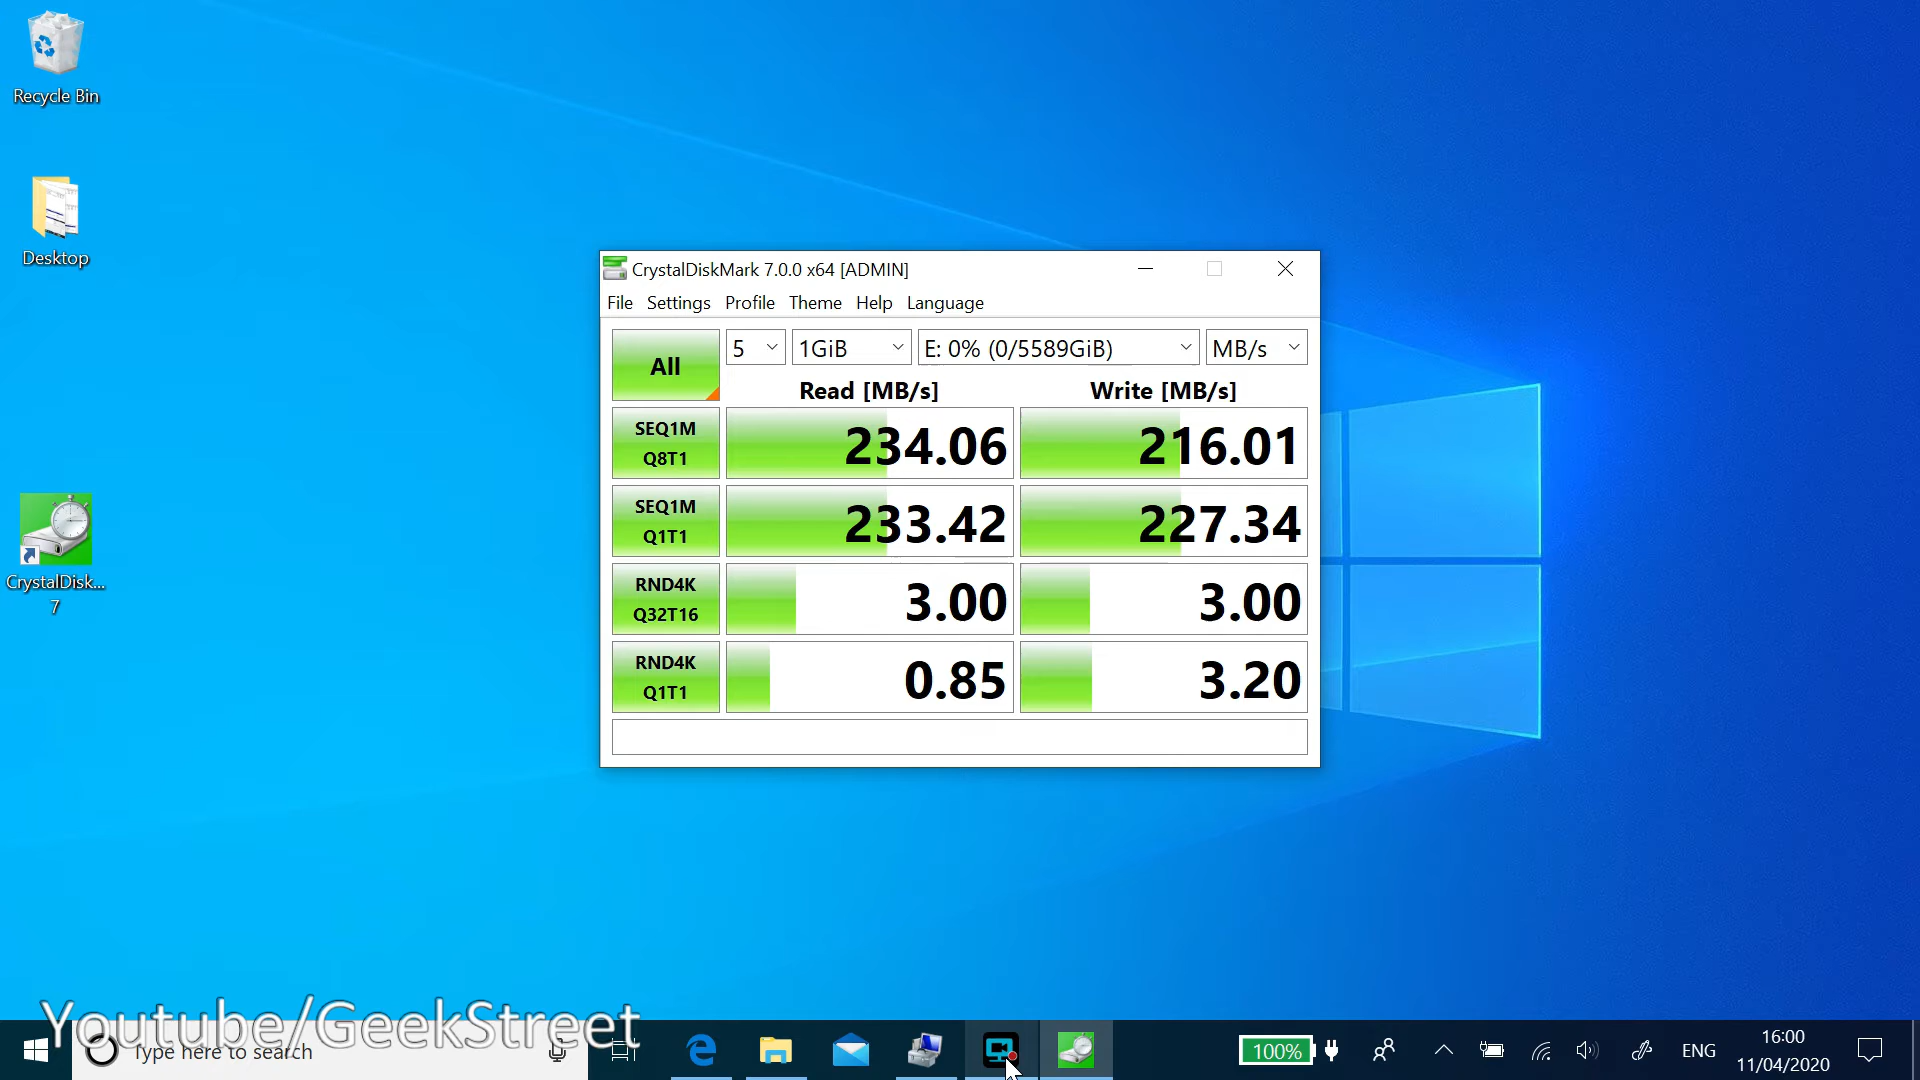 Recycle Bin
Desktop
CrystalDisk...
7
CrystalDiskMark 7.0.0 x64 [ADMIN]
File Settings Profile Theme Help Language
All
5
1GiB
E: 0% (0/5589GiB)
MB/s
Read [MB/s] Write [MB/s]
SEQ1M
Q8T1
234.06 216.01
SEQ1M
Q1T1
233.42 227.34
RND4K
Q32T16
3.00 3.00
RND4K
Q1T1
0.85 3.20
Youtube/GeekStreet
Type here to search
100%
ENG
16:00
11/04/2020